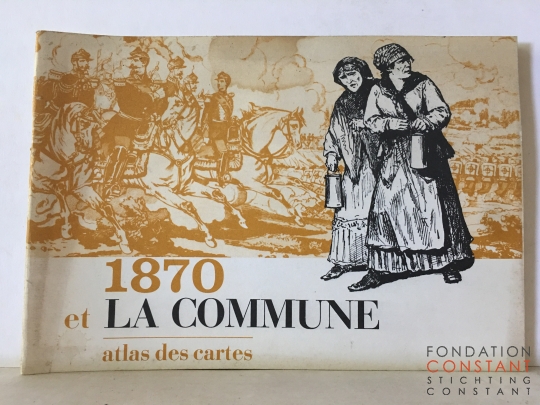 1870
et LA COMMUNE
atlas des cartes
FONDATION
CONSTANT
STICHTING
CONSTANT